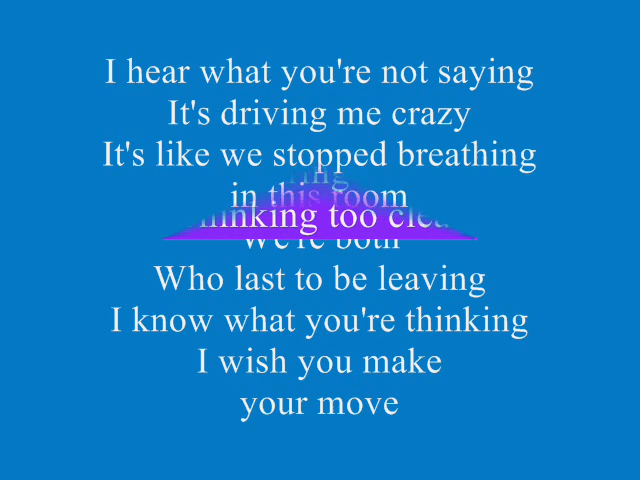 I hear what you're not saying
It's driving me crazy
It's like we stopped breathing
in this room
thinking too
We're both
Who last to be leaving
I know what you're thinking
I wish you make
your move